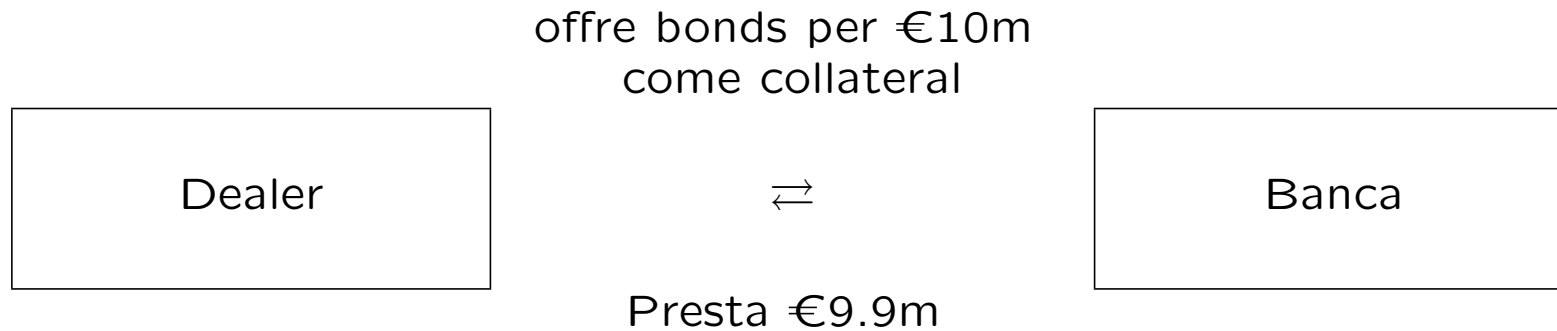 offre bonds per €10m
come collateral
Dealer
⇄
Banca
Presta €9.9m